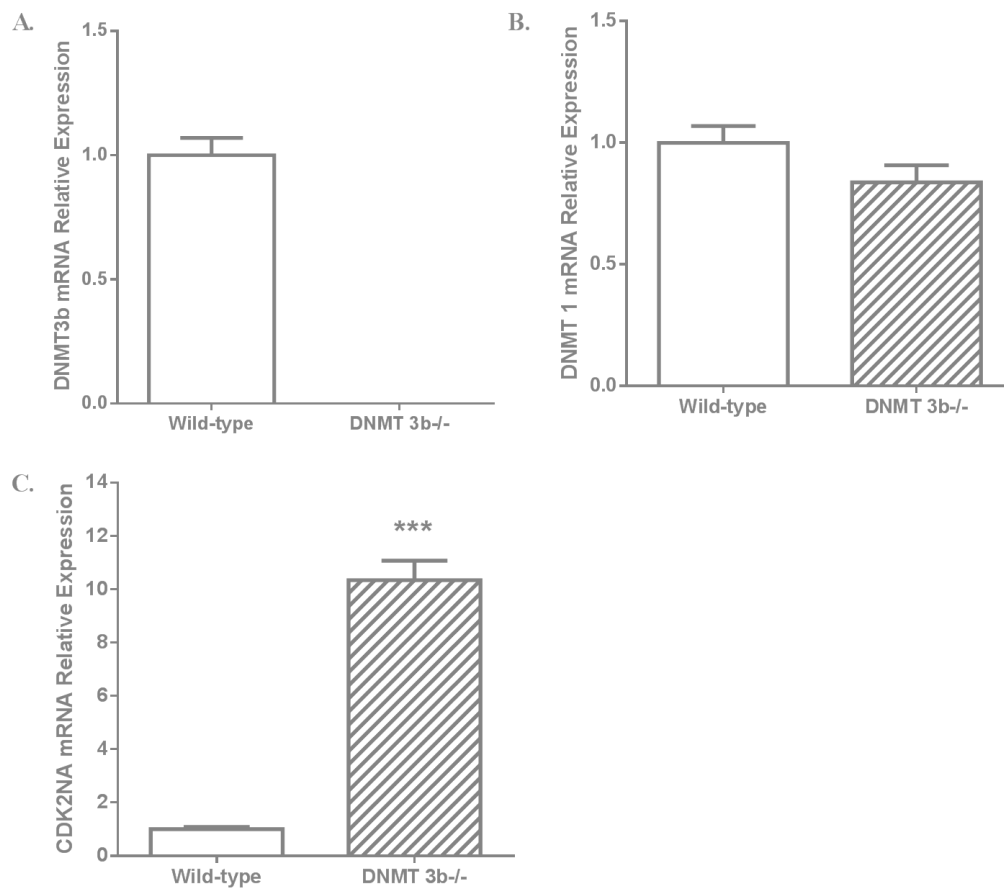 A.
DNMT3b mRNA Relative Expression
1.5
1.0
0.5
0.0
Wild-type
DNMT 3b-/-
B.
DNMT 1 mRNA Relative Expression
1.5
1.0
0.5
0.0
Wild-type
DNMT 3b-/-
C.
CDK2NA mRNA Relative Expression
14
12
10
8
6
4
2
0
***
Wild-type
DNMT 3b-/-